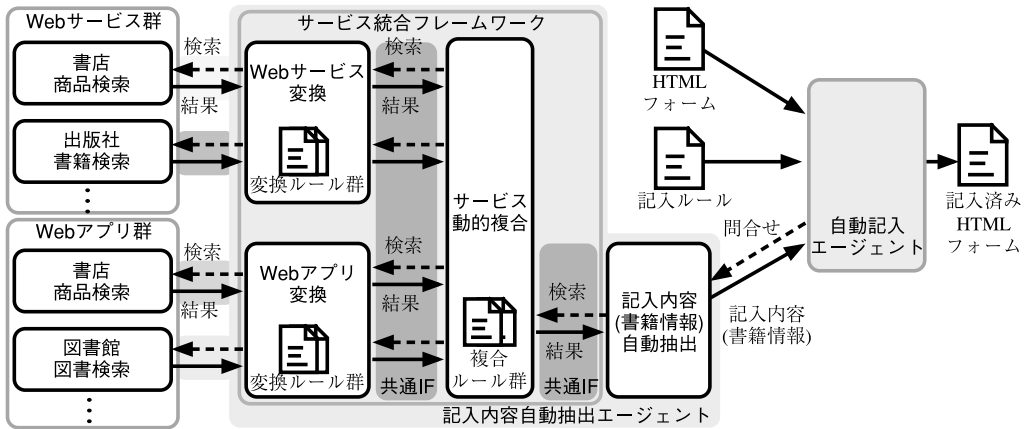 Webサービス群
書店
商品検索
出版社
書籍検索
Webアプリ群
書店
商品検索
図書館
図書検索
検索
結果
検索
結果
サービス統合フレームワーク
Webサービス
変換
変換ルール群
Webアプリ
変換
変換ルール群
検索
結果
検索
結果
共通IF
サービス
動的複合
複合
ルール群
検索
結果
共通IF
記入内容
(書籍情報)
自動抽出
記入内容自動抽出エージェント
HTML
フォーム
記入ルール
問合せ
記入内容
(書籍情報)
自動記入
エージェント
記入済み
HTML
フォーム